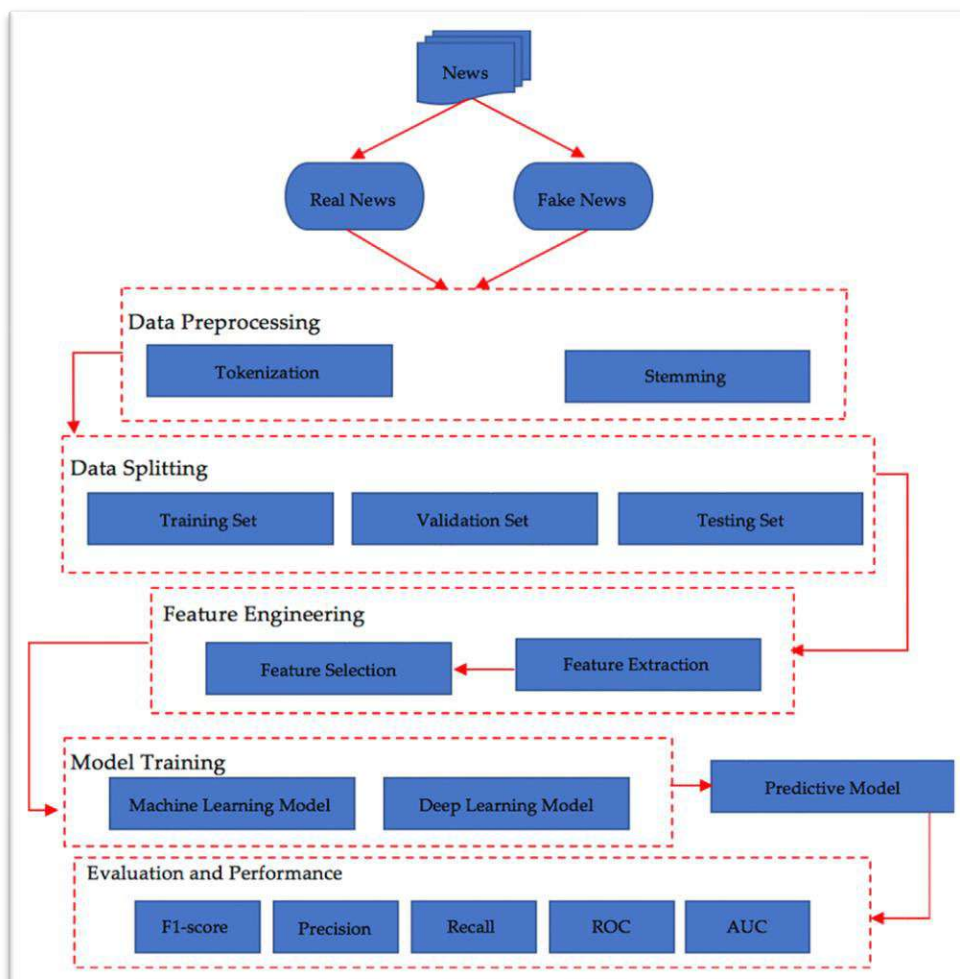 News
Real News
Fake News
Data Preprocessing
Tokenization
Stemming
Data Splitting
Training Set
Validation Set
Testing Set
Feature Engineering
Feature Selection
Feature Extraction
Model Training
Machine Learning Model
Deep Learning Model
Predictive Model
Evaluation and Performance
F1-score
Precision
Recall
ROC
AUC